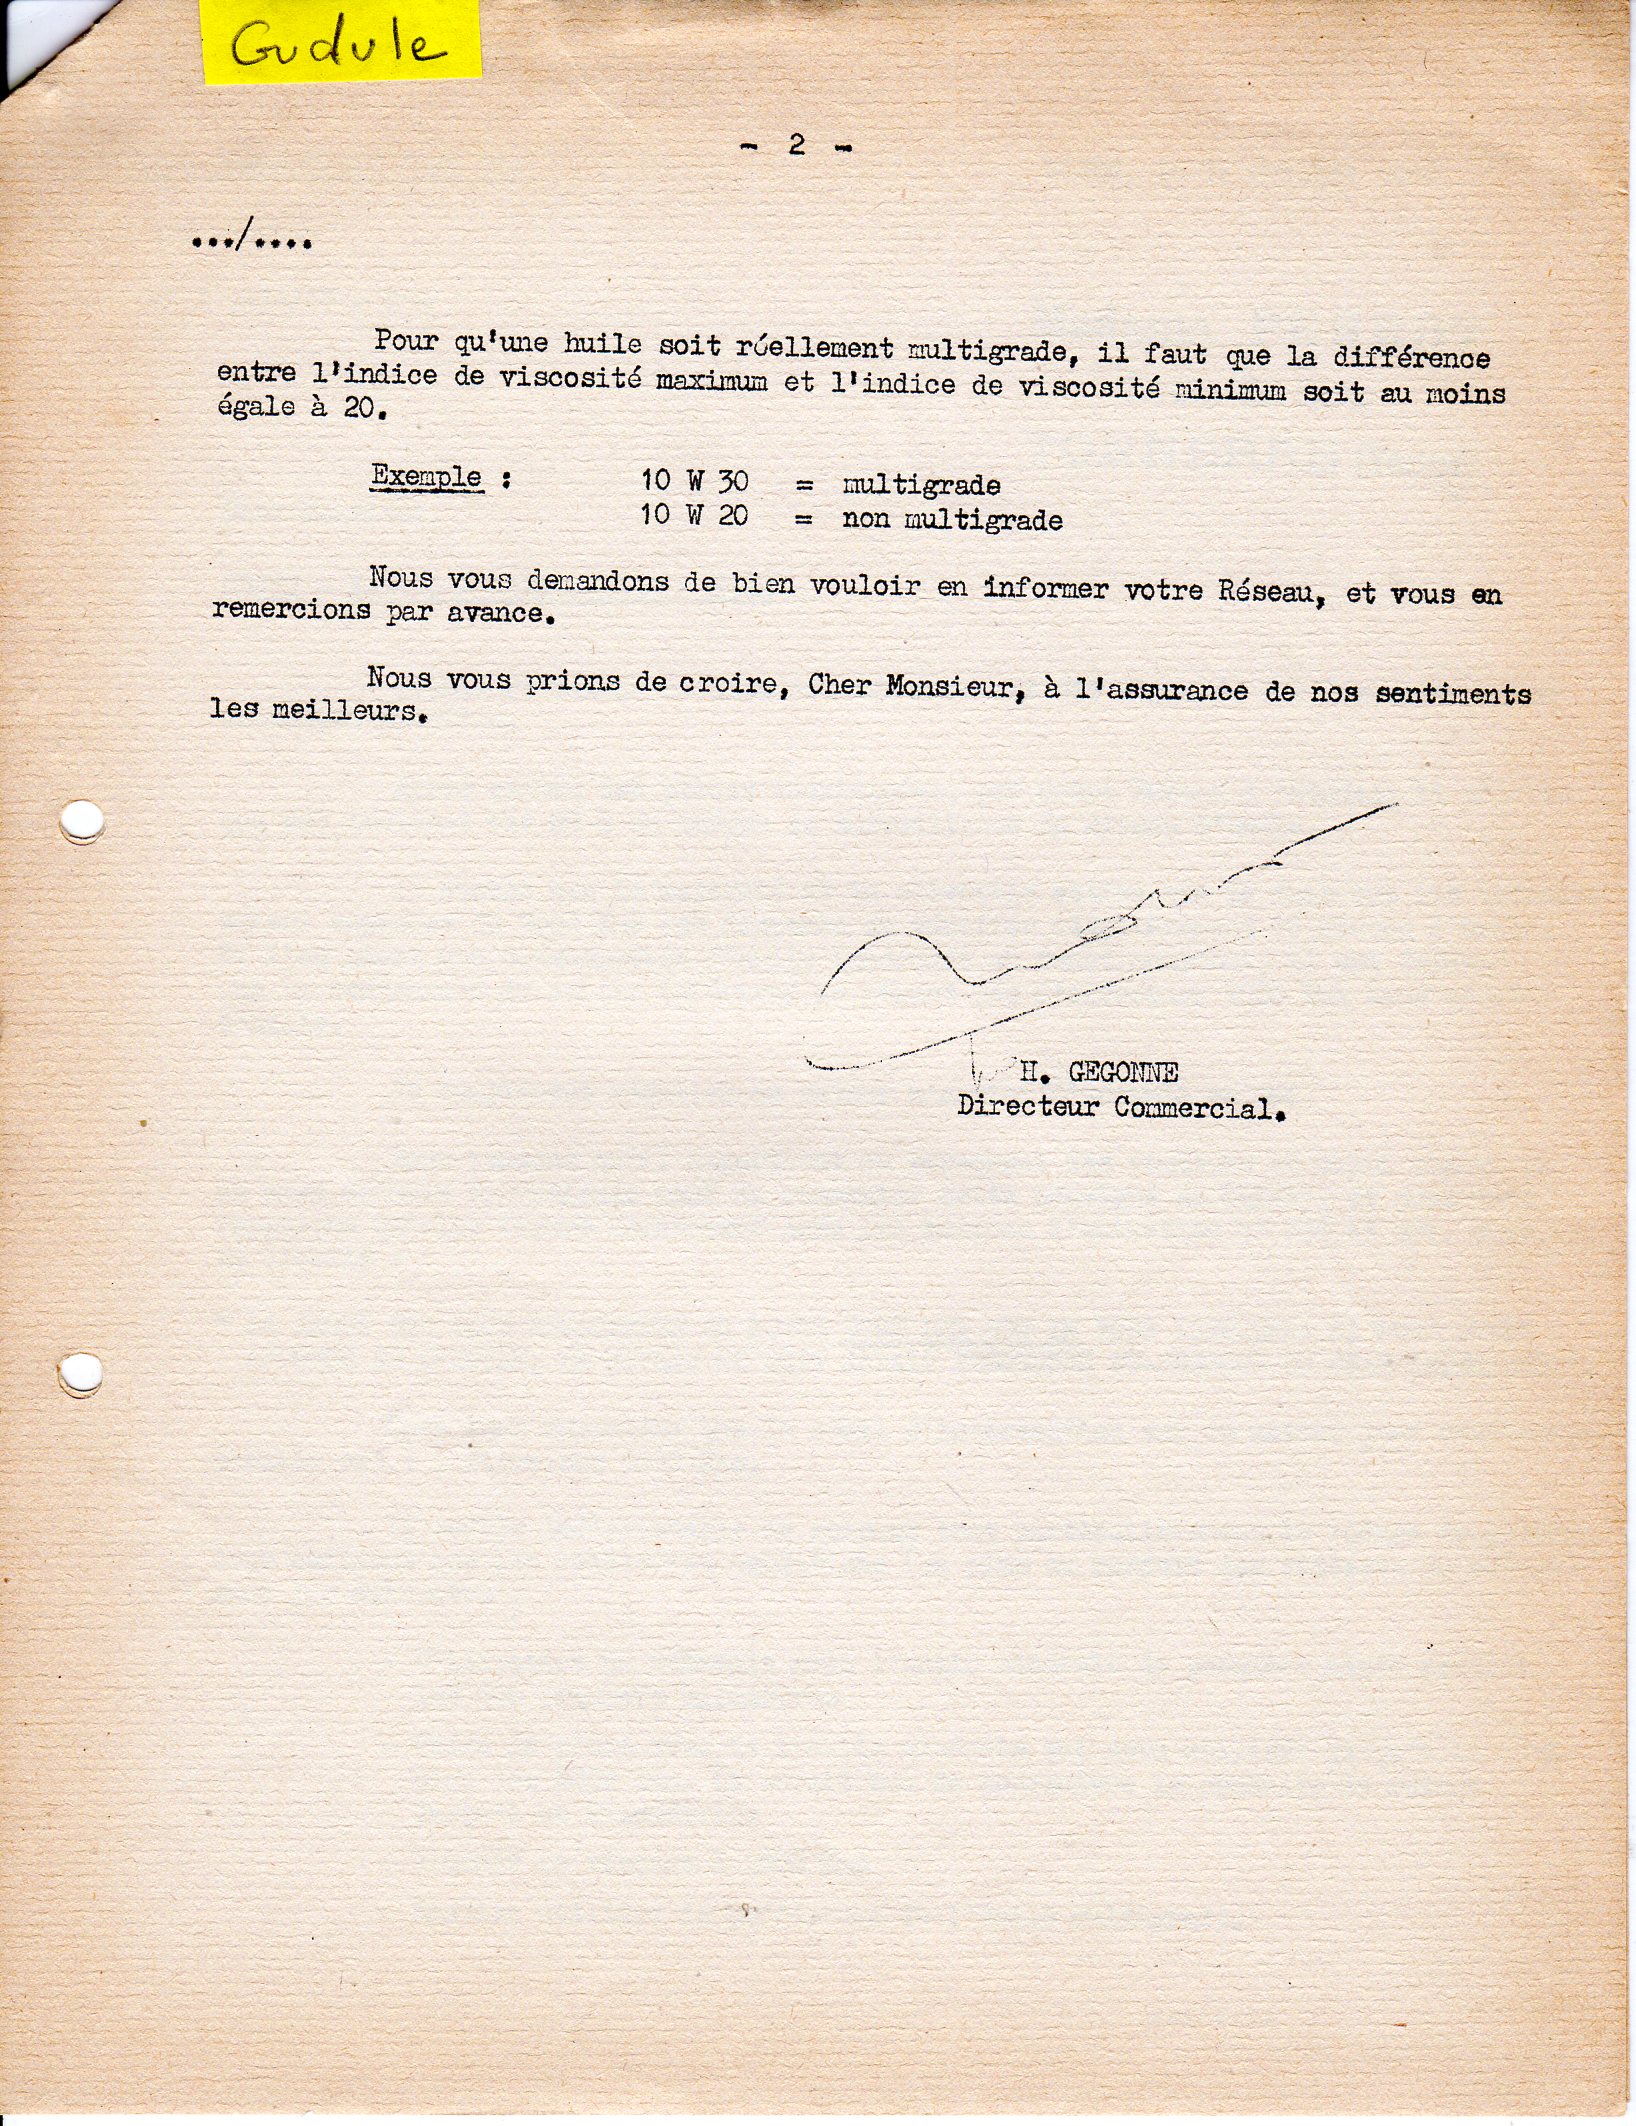 Gudule
- 2 -
.../....
Pour qu'une huile soit réellement multigrade, il faut que la différence
entre l'indice de viscosité maximum et l'indice de viscosité minimum soit au moins
égale à 20.
Exemple : 10 W 30 = multigrade
10 W 20 = non multigrade
Nous vous demandons de bien vouloir en informer votre Réseau, et vous en
remercions par avance.
Nous vous prions de croire, Cher Monsieur, à l'assurance de nos sentiments
les meilleurs.
H. GEGONNE
Directeur Commercial.